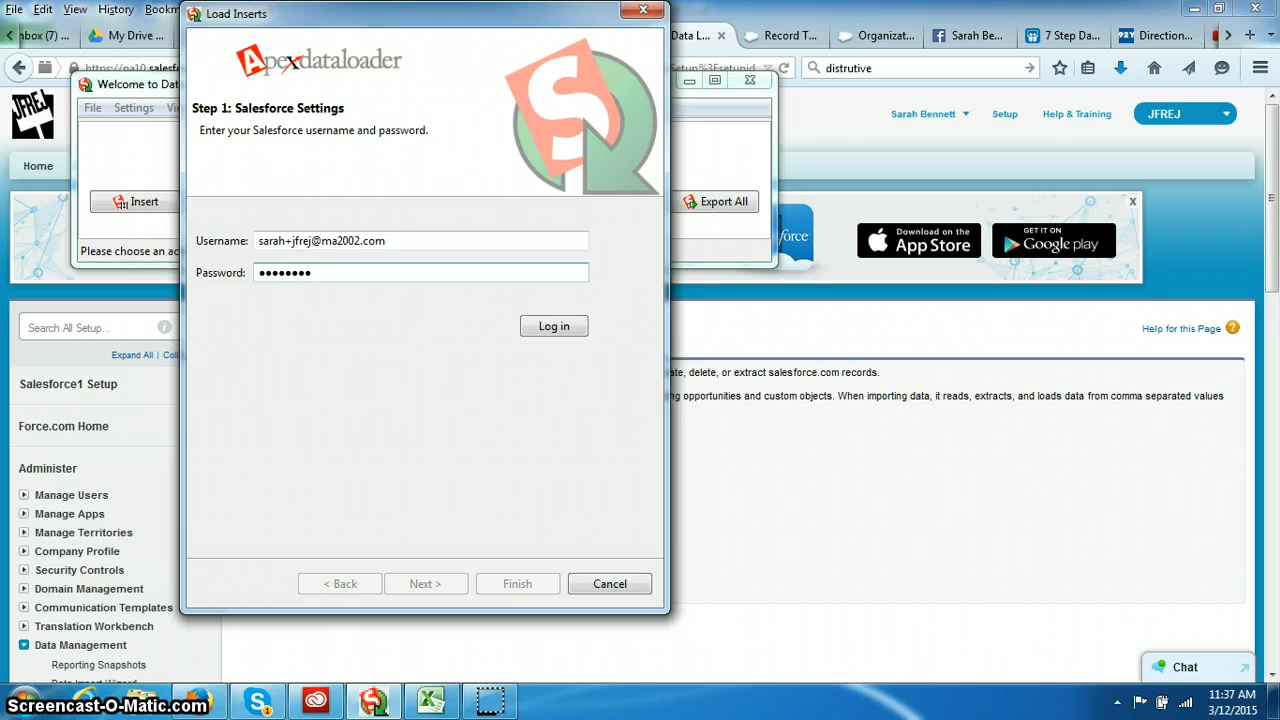 File Edit View History Bookm
Load Inserts
nbox (7) ...
My Drive ...
Data L...
Record T...
Organizat...
Sarah Be...
7 Step Da...
Direction...
distrutive
Welcome to Dat
File Settings
Apexdataloader
Step 1: Salesforce Settings
Enter your Salesforce username and password.
JFREJ
Sarah Bennett
Setup
Help & Training
JFREJ
Home
Insert
Export All
Please choose an ac
Username: sarah+jfrej@ma2002.com
Password: ••••••••
Log in
Download on the
App Store
GET IT ON
Google play
x
Search All Setup...
Expand All | Coll
Help for this Page
ate, delete, or extract salesforce.com records.
ng opportunities and custom objects. When importing data, it reads, extracts, and loads data from comma separated values
Salesforce1 Setup
Force.com Home
Administer
Manage Users
Manage Apps
Manage Territories
Company Profile
Security Controls
Domain Management
Communication Templates
Translation Workbench
Data Management
Reporting Snapshots
< Back
Next >
Finish
Cancel
Chat
Screencast-O-Matic.com
11:37 AM
3/12/2015